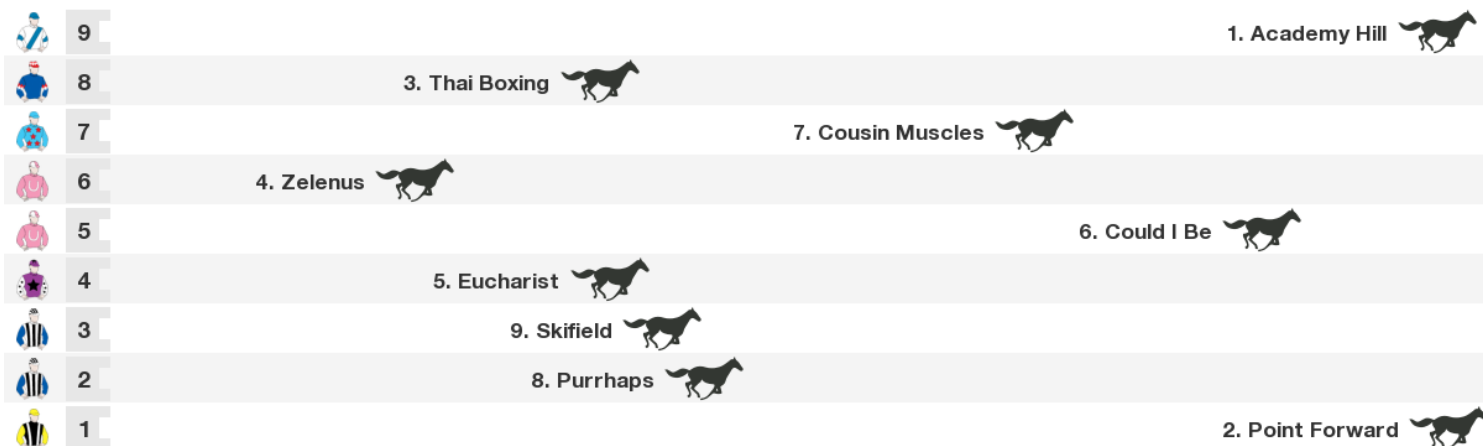 9 1. Academy Hill
8 3. Thai Boxing
7 7. Cousin Muscles
6 4. Zelenus
5 6. Could I Be
4 5. Eucharist
3 9. Skifield
2 8. Purrhaps
1 2. Point Forward